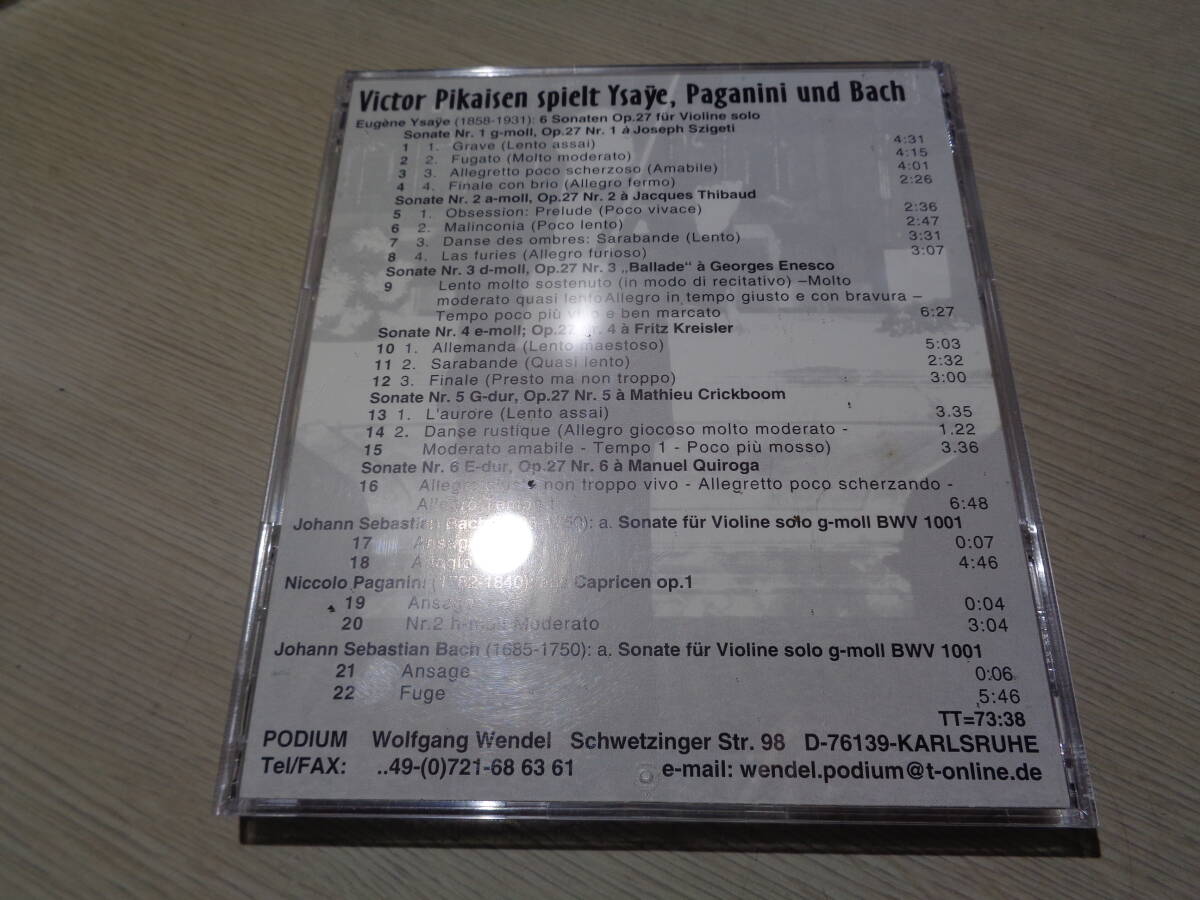 Victor Pikaisen spielt Ysaÿe, Paganini und Bach
Eugène Ysaÿe (1858-1931): 6 Sonaten Op.27 für Violine solo
Sonate Nr. 1 g-moll, Op.27 Nr. 1 à Joseph Szigeti
1 1. Grave (Lento assai) 4:31
2 2. Fugato (Molto moderato) 4:15
3 3. Allegretto poco scherzoso (Amabile) 4:01
4 4. Finale con brio (Allegro fermo) 2:26
Sonate Nr. 2 a-moll, Op.27 Nr. 2 à Jacques Thibaud
5 1. Obsession: Prelude (Poco vivace) 2:36
6 2. Malinconia (Poco lento) 2:47
7 3. Danse des ombres: Sarabande (Lento) 3:31
8 4. Las furies (Allegro furioso) 3:07
Sonate Nr. 3 d-moll, Op.27 Nr. 3 „Ballade" à Georges Enesco
9 Lento molto sostenuto (in modo di recitativo) –Molto
moderato quasi lento Allegro in tempo giusto e con bravura –
Tempo poco più vivo e ben marcato 6:27
Sonate Nr. 4 e-moll; Op.27 Nr. 4 à Fritz Kreisler
10 1. Allemanda (Lento maestoso) 5:03
11 2. Sarabande (Quasi lento) 2:32
12 3. Finale (Presto ma non troppo) 3:00
Sonate Nr. 5 G-dur, Op.27 Nr. 5 à Mathieu Crickboom
13 1. L'aurore (Lento assai) 3.35
14 2. Danse rustique (Allegro giocoso molto moderato - 1.22
15 Moderato amabile - Tempo 1 - Poco più mosso) 3.36
Sonate Nr. 6 E-dur, Op.27 Nr. 6 à Manuel Quiroga
16 Allegro giusto non troppo vivo - Allegretto poco scherzando -
6:48
Johann Sebastian Bach a. Sonate für Violine solo g-moll BWV 1001
17 Ansage 0:07
18 Adagio 4:46
Niccolo Paganini (1782-1840) Capricen op.1
19 Ansage 0:04
20 Nr.2 h-moll Moderato 3:04
Johann Sebastian Bach (1685-1750): a. Sonate für Violine solo g-moll BWV 1001
21 Ansage 0:06
22 Fuge 5:46
TT=73:38
PODIUM Wolfgang Wendel Schwetzinger Str. 98 D-76139-KARLSRUHE
Tel/FAX: ..49-(0)721-68 63 61 e-mail: wendel.podium@t-online.de